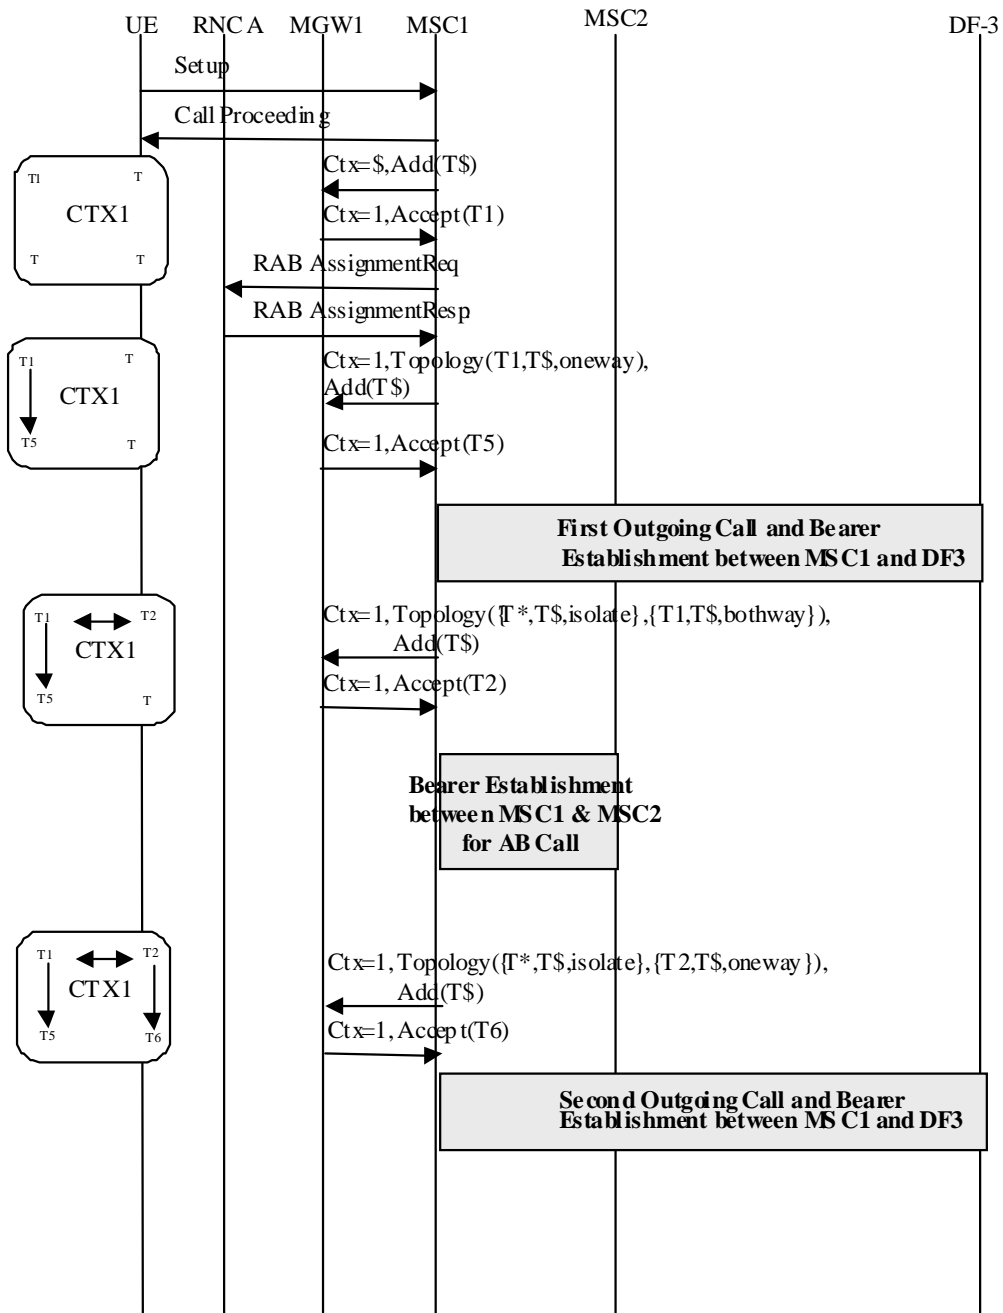 UE RNCA MGW1 MSC1 MSC2 DF-3
Setup
Call Proceeding
Ctx=$,Add(T$)
T1 T
CTX1
T T
Ctx=1,Accept(T1)
RAB AssignmentReq
RAB AssignmentResp
Ctx=1,Topology(T1,T$,oneway),
Add(T$)
T1 T
CTX1
T5 T
Ctx=1,Accept(T5)
First Outgoing Call and Bearer
Establishment between MSC1 and DF3
Ctx=1,Topology({T*,T$,isolate},{T1,T$,bothway}),
Add(T$)
T1 T2
CTX1
T5 T
Ctx=1,Accept(T2)
Bearer Establishment
between MSC1 & MSC2
for AB Call
T1 T2
CTX1
T5 T6
Ctx=1,Topology({T*,T$,isolate},{T2,T$,oneway}),
Add(T$)
Ctx=1,Accept(T6)
Second Outgoing Call and Bearer
Establishment between MSC1 and DF3